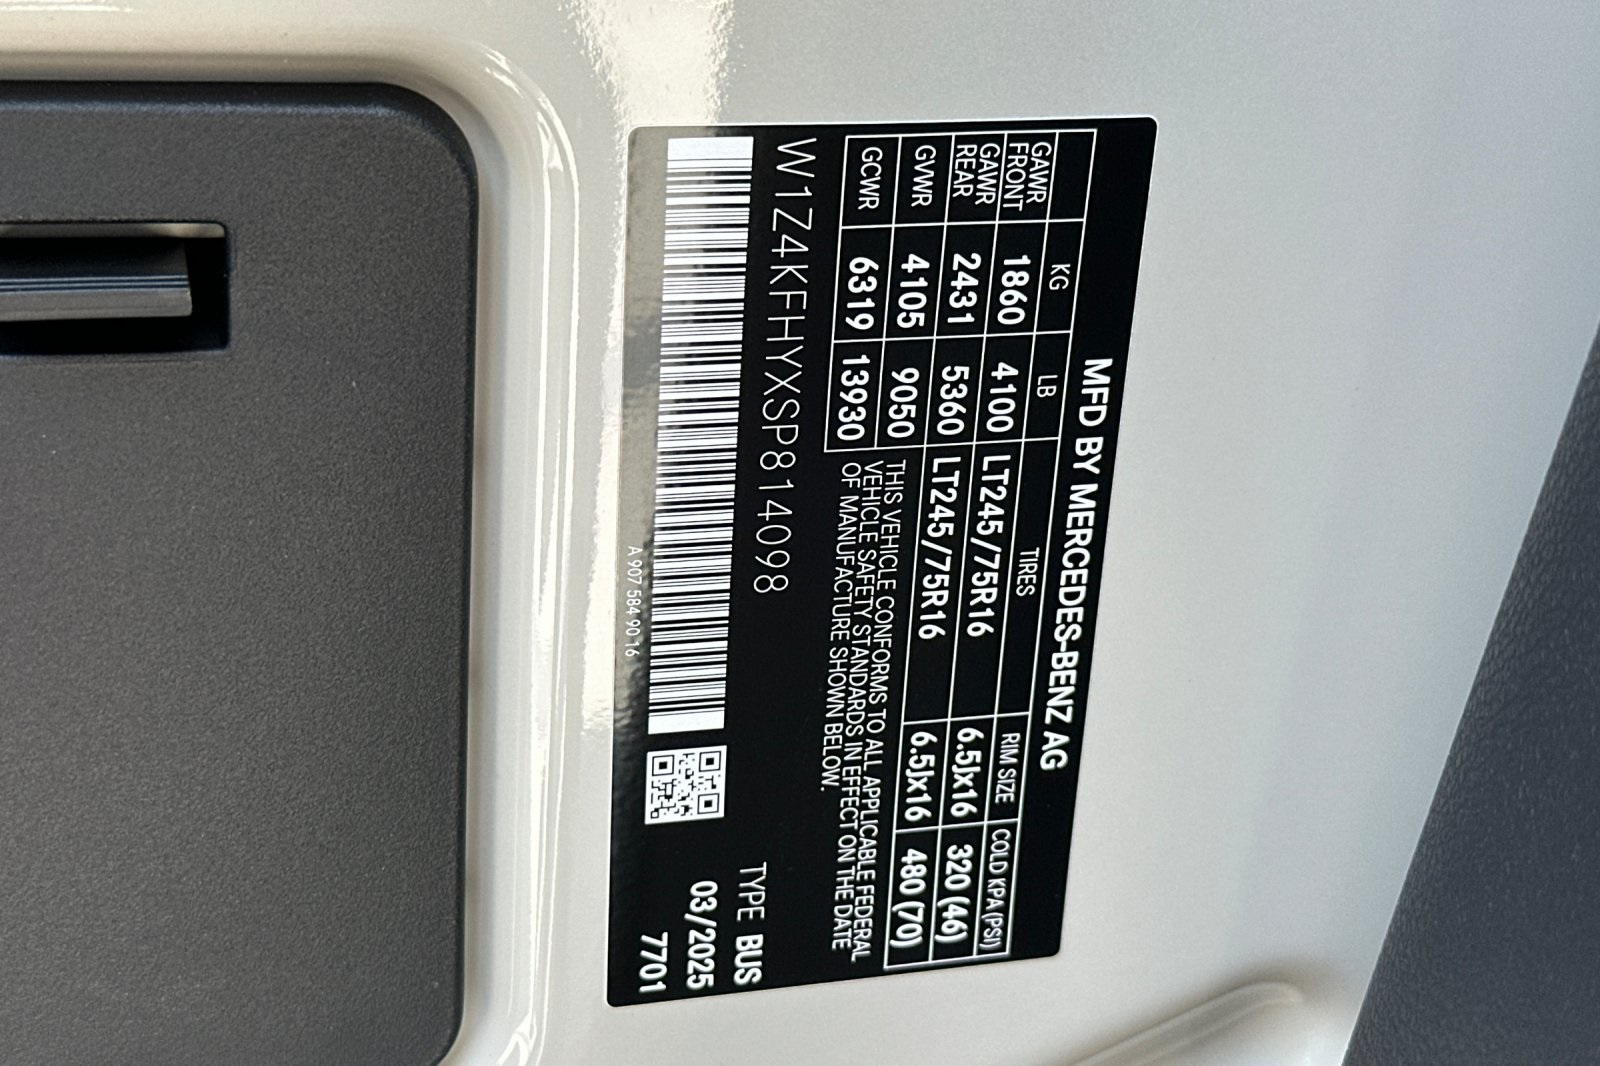 MFD BY MERCEDES-BENZ AG
KG LB TIRES RIM SIZE COLD KPA (PSI)
GAWR FRONT 1860 4100 LT245/75R16 6.5Jx16 320 (46)
GAWR REAR 2431 5360 LT245/75R16 6.5Jx16 480 (70)
GVWR 4105 9050
GCWR 6319 13930
THIS VEHICLE CONFORMS TO ALL APPLICABLE FEDERAL
VEHICLE SAFETY STANDARDS IN EFFECT ON THE DATE
OF MANUFACTURE SHOWN BELOW.
W1Z4KFHYXSP814098
TYPE BUS
03/2025
7701
A 907 584 90 16